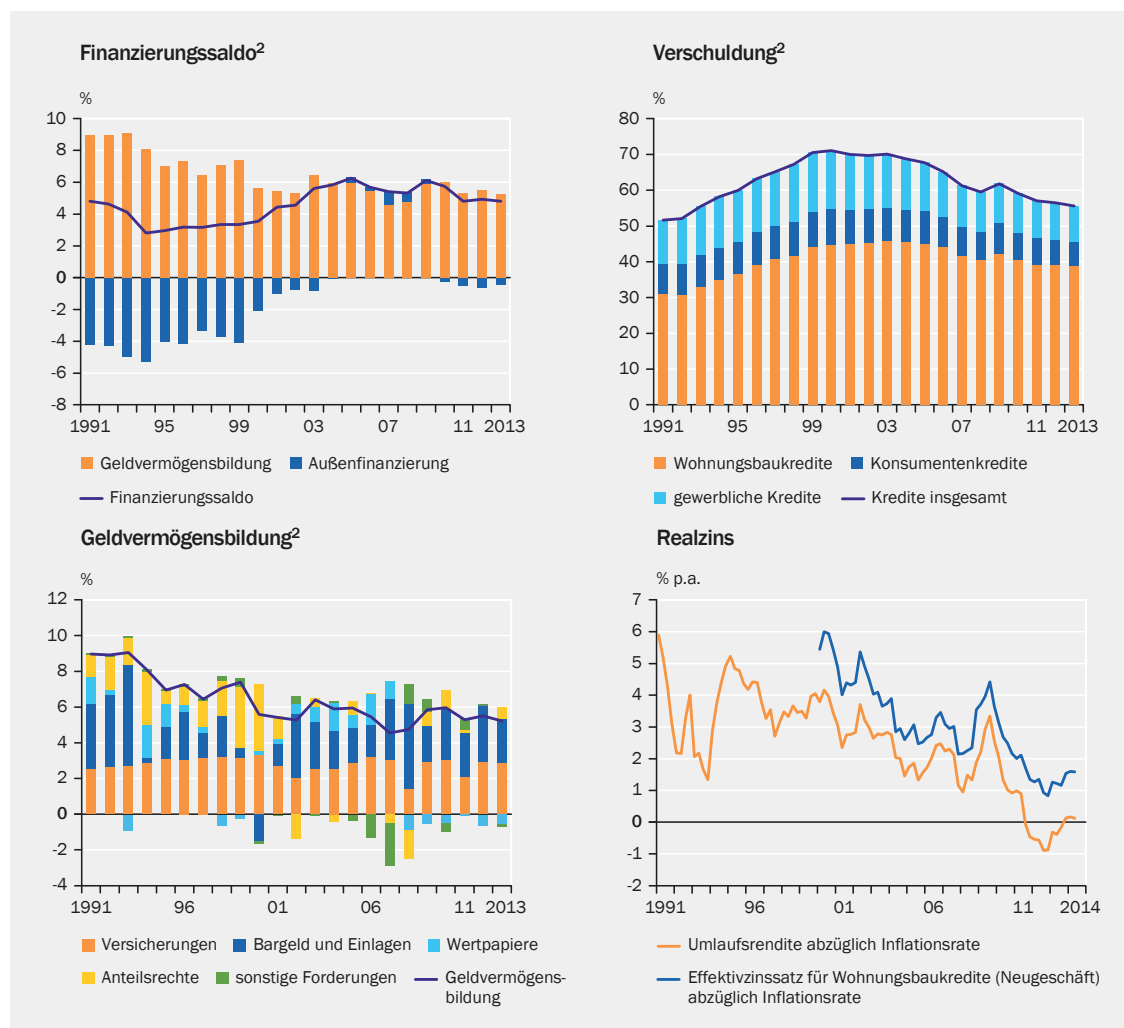 Finanzierungssaldo²
%
10
8
6
4
2
0
-2
-4
-6
-8
1991 95 99 03 07 11 2013
Geldvermögensbildung Außenfinanzierung
Finanzierungssaldo
Verschuldung²
%
80
70
60
50
40
30
20
10
0
1991 95 99 03 07 11 2013
Wohnungsbaukredite Konsumentenkredite
gewerbliche Kredite Kredite insgesamt
Geldvermögensbildung²
%
12
10
8
6
4
2
0
-2
-4
1991 96 01 06 11 2013
Versicherungen Bargeld und Einlagen Wertpapiere
Anteilsrechte sonstige Forderungen Geldvermögens-
bildung
Realzins
% p.a.
7
6
5
4
3
2
1
0
-1
-2
1991 96 01 06 11 2014
Umlaufsrendite abzüglich Inflationsrate
Effektivzinssatz für Wohnungsbaukredite (Neugeschäft)
abzüglich Inflationsrate